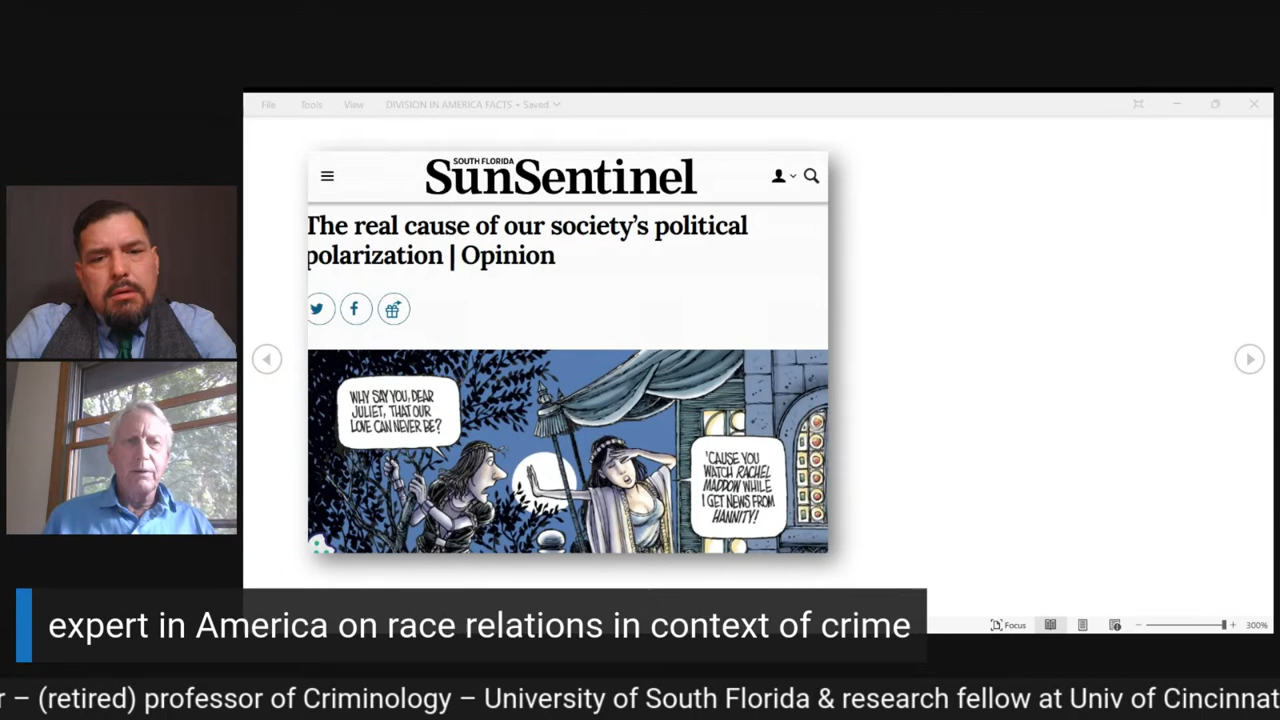 File Tools View DIVISION IN AMERICA FACTS • Saved
SOUTH FLORIDA
SunSentinel
The real cause of our society's political
polarization | Opinion
WHY SAY YOU, DEAR
JULIET, THAT OUR
LOVE CAN NEVER BE?
'CAUSE YOU
WATCH RACHEL
MADDOW WHILE
I GET NEWS FROM
HANNITY!
expert in America on race relations in context of crime
Focus
300%
r – (retired) professor of Criminology – University of South Florida & research fellow at Univ of Cincinnat